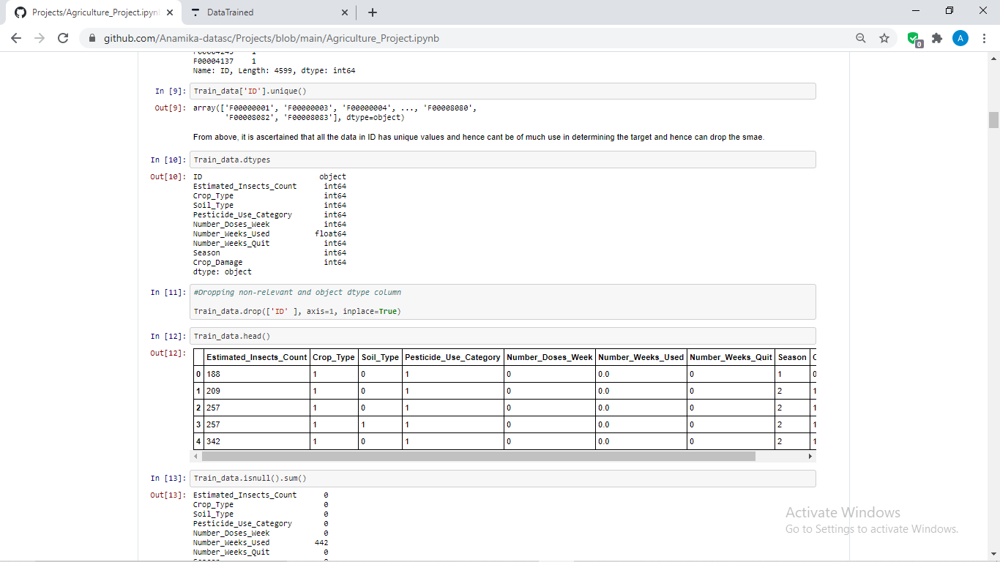 Projects/Agriculture_Project.ipyn
DataTrained
github.com/Anamika-datasc/Projects/blob/main/Agriculture_Project.ipynb
0
A
F00004137    1
Name: ID, Length: 4599, dtype: int64
In [9]: Train_data['ID'].unique()
Out[9]: array(['F00000001', 'F00000003', 'F00000004', ..., 'F00008080',
'F00008082', 'F00008083'], dtype=object)
From above, it is ascertained that all the data in ID has unique values and hence cant be of much use in determining the target and hence can drop the smae.
In [10]: Train_data.dtypes
Out[10]: ID object
Estimated_Insects_Count int64
Crop_Type int64
Soil_Type int64
Pesticide_Use_Category int64
Number_Doses_Week int64
Number_Weeks_Used float64
Number_Weeks_Quit int64
Season int64
Crop_Damage int64
dtype: object
In [11]: #Dropping non-relevant and object dtype column
Train_data.drop(['ID' ], axis=1, inplace=True)
In [12]: Train_data.head()
Out[12]:
Estimated_Insects_Count Crop_Type Soil_Type Pesticide_Use_Category Number_Doses_Week Number_Weeks_Used Number_Weeks_Quit Season
0 188 1 0 1 0 0.0 0 1 0
1 209 1 0 1 0 0.0 0 2 1
2 257 1 0 1 0 0.0 0 2 1
3 257 1 1 1 0 0.0 0 2 1
4 342 1 0 1 0 0.0 0 2 1
In [13]: Train_data.isnull().sum()
Out[13]: Estimated_Insects_Count 0
Crop_Type 0
Soil_Type 0
Pesticide_Use_Category 0
Number_Doses_Week 0
Number_Weeks_Used 442
Number_Weeks_Quit 0
Activate Windows
Go to Settings to activate Windows.